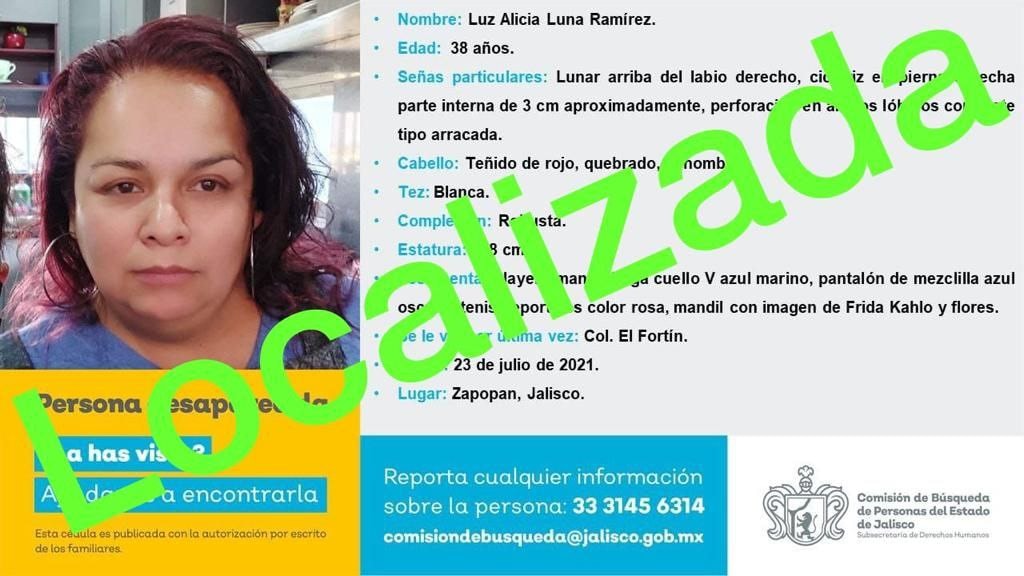 Nombre: Luz Alicia Luna Ramírez.
Edad: 38 años.
Señas particulares: Lunar arriba del labio derecho,
parte interna de 3 cm aproximadamente,
tipo arracada.
Cabello: Teñido de rojo, quebrado,
Tez: Blanca.
Estatura:
cuello V azul marino, pantalón de mezclilla azul
color rosa, mandil con imagen de Frida Kahlo y flores.
última vez: Col. El Fortín.
23 de julio de 2021.
Lugar: Zapopan, Jalisco.
Localizada
Persona
a encontrarla
Esta cédula es publicada con la autorización por escrito
de los familiares.
Reporta cualquier información
sobre la persona: 33 3145 6314
comisiondebusqueda@jalisco.gob.mx
Comisión de Búsqueda
de Personas del Estado
de Jalisco
Subsecretaría de Derechos Humanos